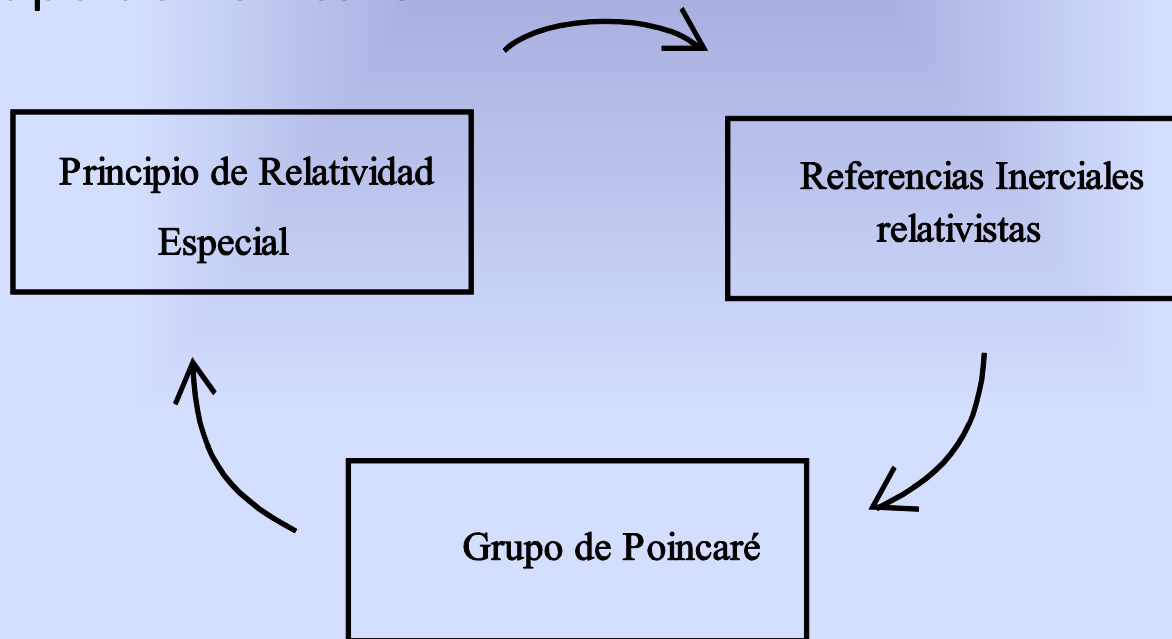 Principio de Relatividad
Especial
Referencias Inerciales
relativistas
Grupo de Poincaré